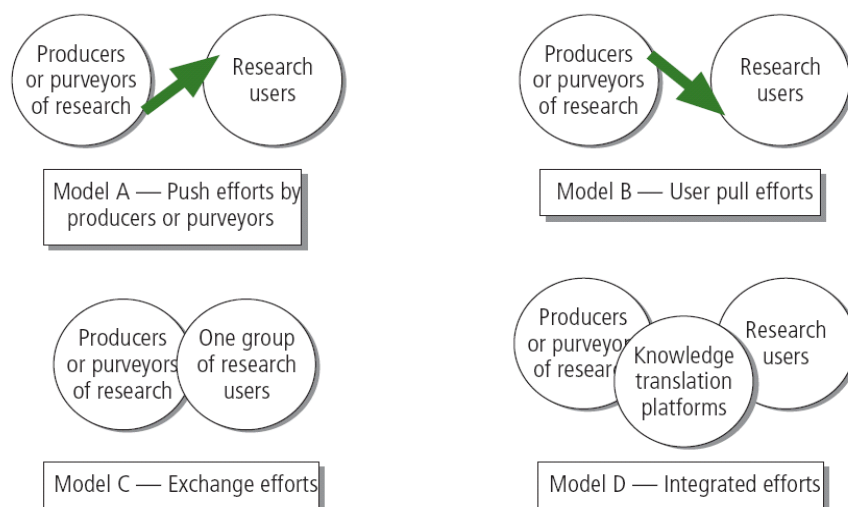 Producers
or purveyors
of research
Research
users
Model A — Push efforts by
producers or purveyors
Producers
or purveyors
of research
Research
users
Model B — User pull efforts
Producers
or purveyors
of research
One group
of research
users
Model C — Exchange efforts
Producers
or purveyor
of researc
Knowledge
translation
platforms
Research
users
Model D — Integrated efforts